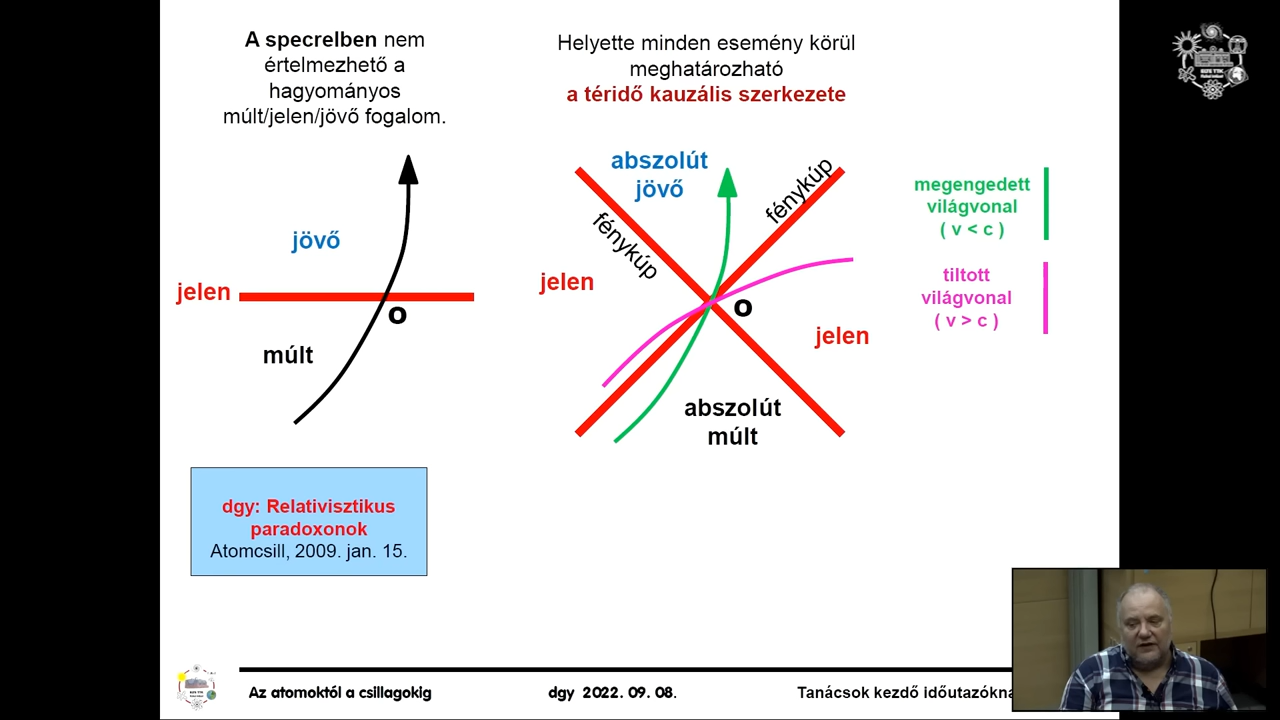 A specrelben nem
értelmezhető a
hagyományos
múlt/jelen/jövő fogalom.
Helyette minden esemény körül
meghatározható
a téridő kauzális szerkezete
jövő
jelen
O
múlt
abszolút
jövő
fénykúp
fénykúp
jelen
O
jelen
abszolút
múlt
megengedett
világvonal
( v < c )
tiltott
világvonal
( v > c )
dgy: Relativisztikus
paradoxonok
Atomcsill, 2009. jan. 15.
Az atomoktól a csillagokig
dgy 2022. 09. 08.
Tanácsok kezdő